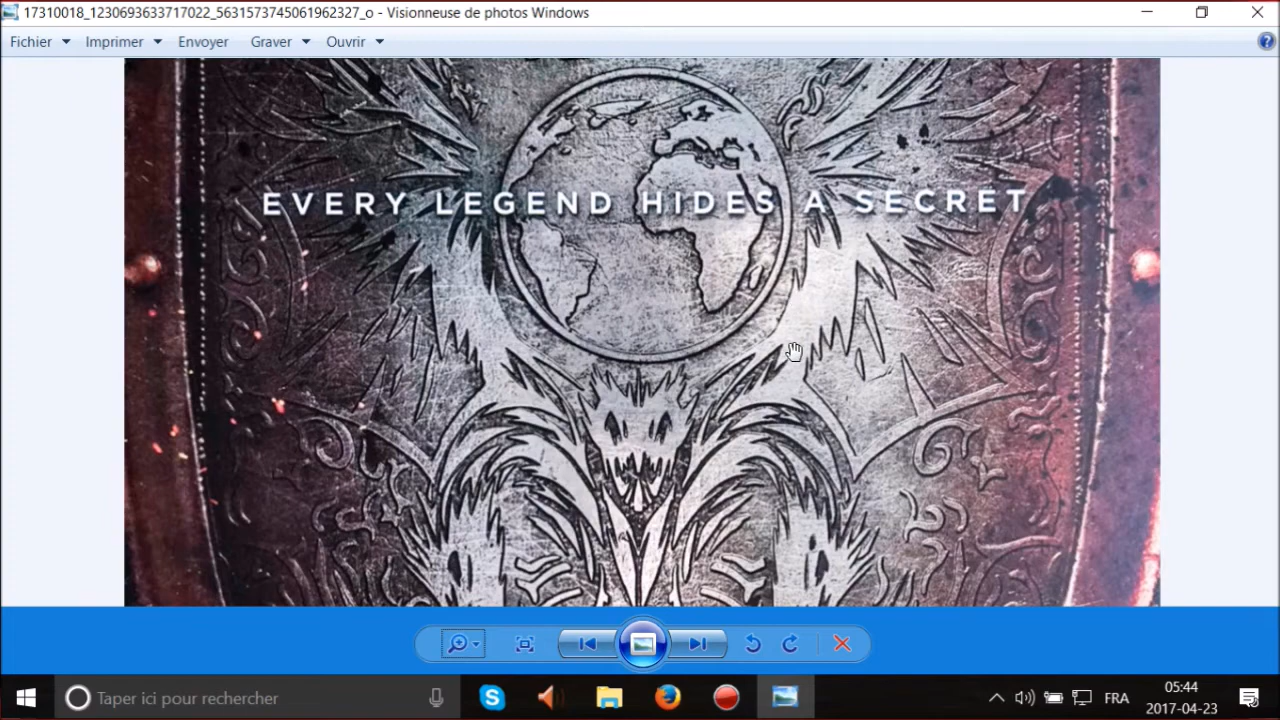 17310018_1230693633717022_5631573745061962327_o - Visionneuse de photos Windows
Fichier Imprimer Envoyer Graver Ouvrir
EVERY LEGEND HIDES A SECRET
Taper ici pour rechercher
FRA
05:44
2017-04-23